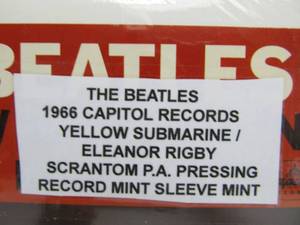 BEATLES
THE BEATLES
1966 CAPITOL RECORDS
YELLOW SUBMARINE /
ELEANOR RIGBY
SCRANTOM P.A. PRESSING
RECORD MINT SLEEVE MINT